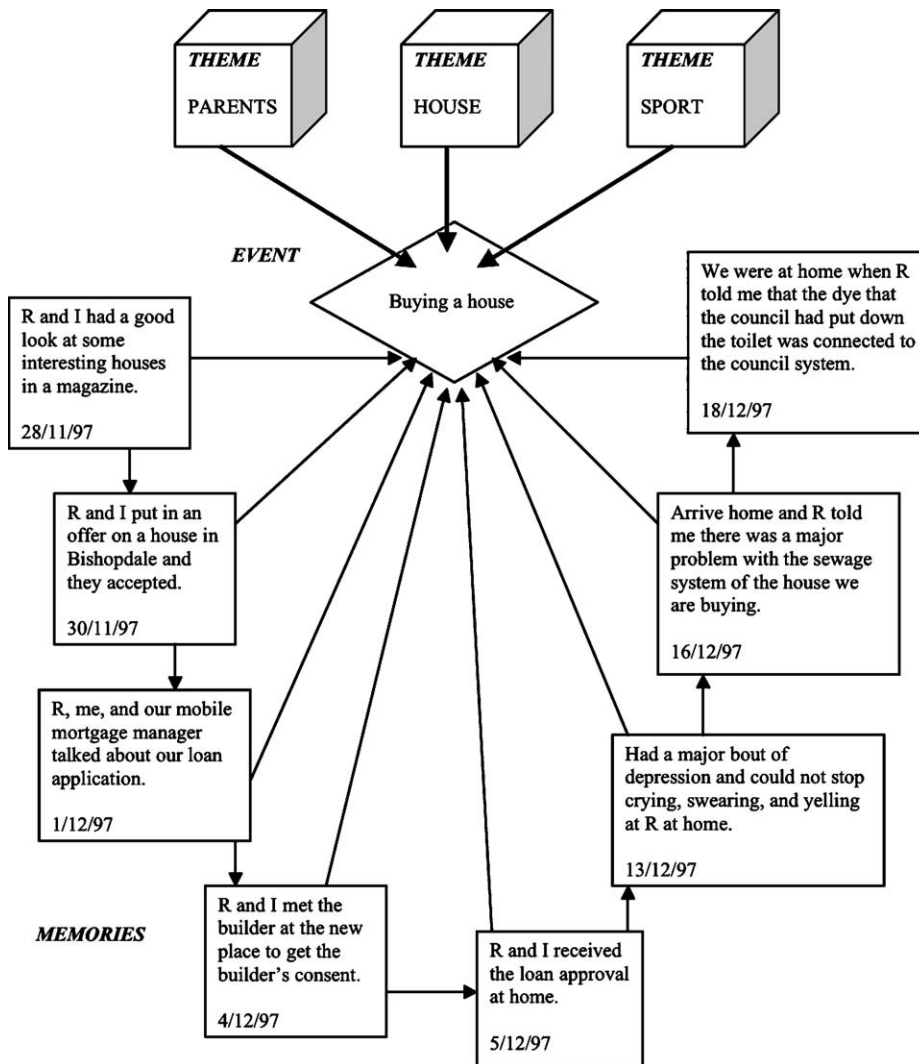 THEME
PARENTS
THEME
HOUSE
THEME
SPORT
EVENT
Buying a house
R and I had a good
look at some
interesting houses
in a magazine.
28/11/97
R and I put in an
offer on a house in
Bishopdale and
they accepted.
30/11/97
R, me, and our mobile
mortgage manager
talked about our loan
application.
1/12/97
MEMORIES
R and I met the
builder at the new
place to get the
builder's consent.
4/12/97
R and I received
the loan approval
at home.
5/12/97
Had a major bout of
depression and could not stop
crying, swearing, and yelling
at R at home.
13/12/97
Arrive home and R told
me there was a major
problem with the sewage
system of the house we
are buying.
16/12/97
We were at home when R
told me that the dye that
the council had put down
the toilet was connected to
the council system.
18/12/97